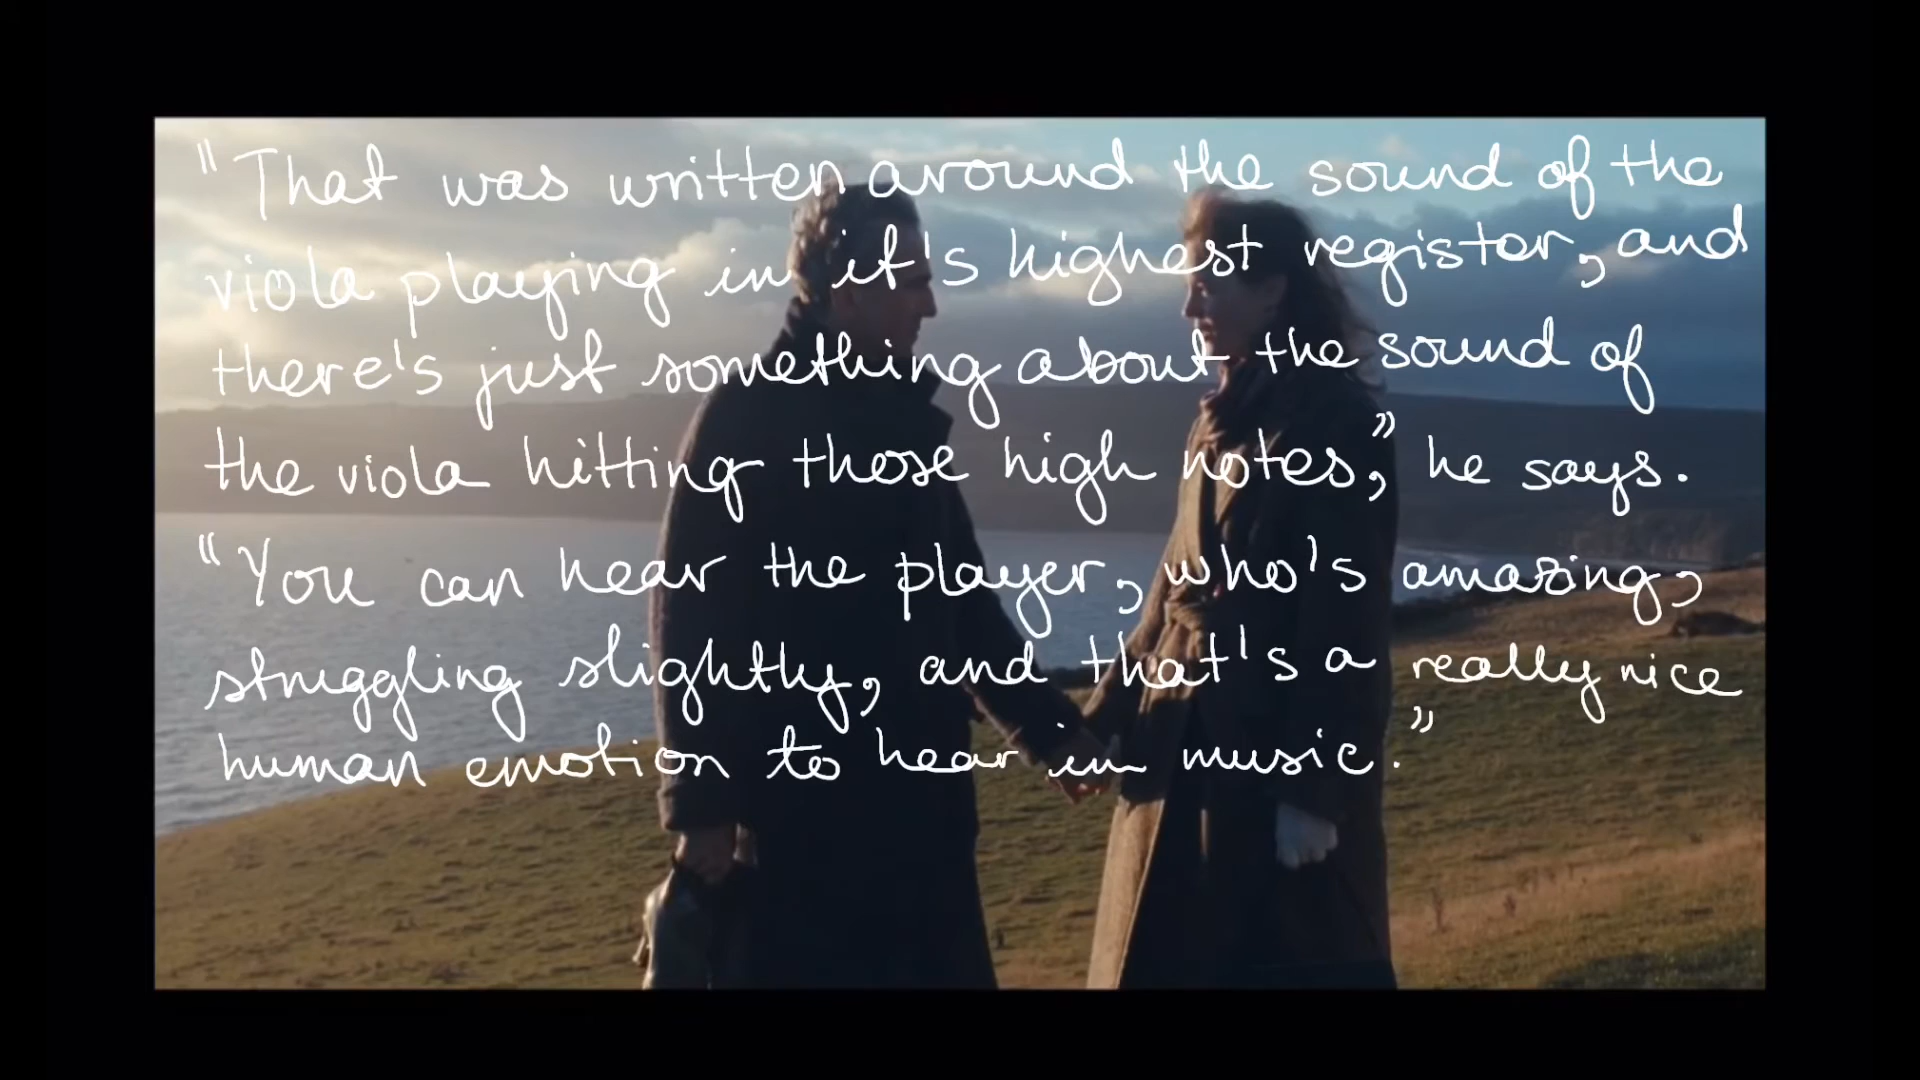 "That was written around the sound of the
viola playing in it's highest register, and
there's just something about the sound of
the viola hitting those high notes," he says.
"You can hear the player, who's amazing,
struggling slightly, and that's a really nice
human emotion to hear in music."